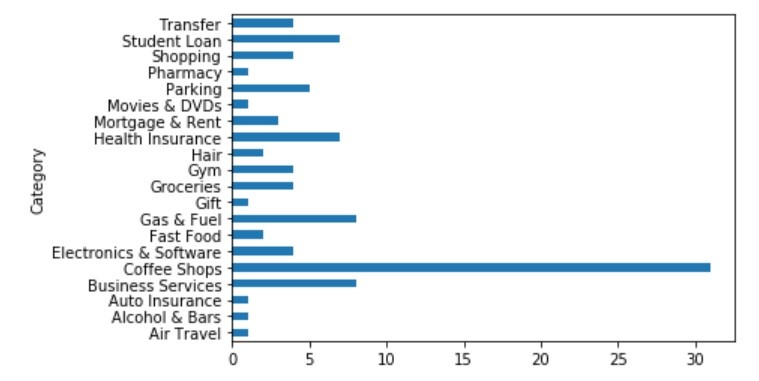 Transfer
Student Loan
Shopping
Pharmacy
Parking
Movies & DVDs
Mortgage & Rent
Health Insurance
Hair
Gym
Groceries
Gift
Gas & Fuel
Fast Food
Electronics & Software
Coffee Shops
Business Services
Auto Insurance
Alcohol & Bars
Air Travel
Category
0 5 10 15 20 25 30